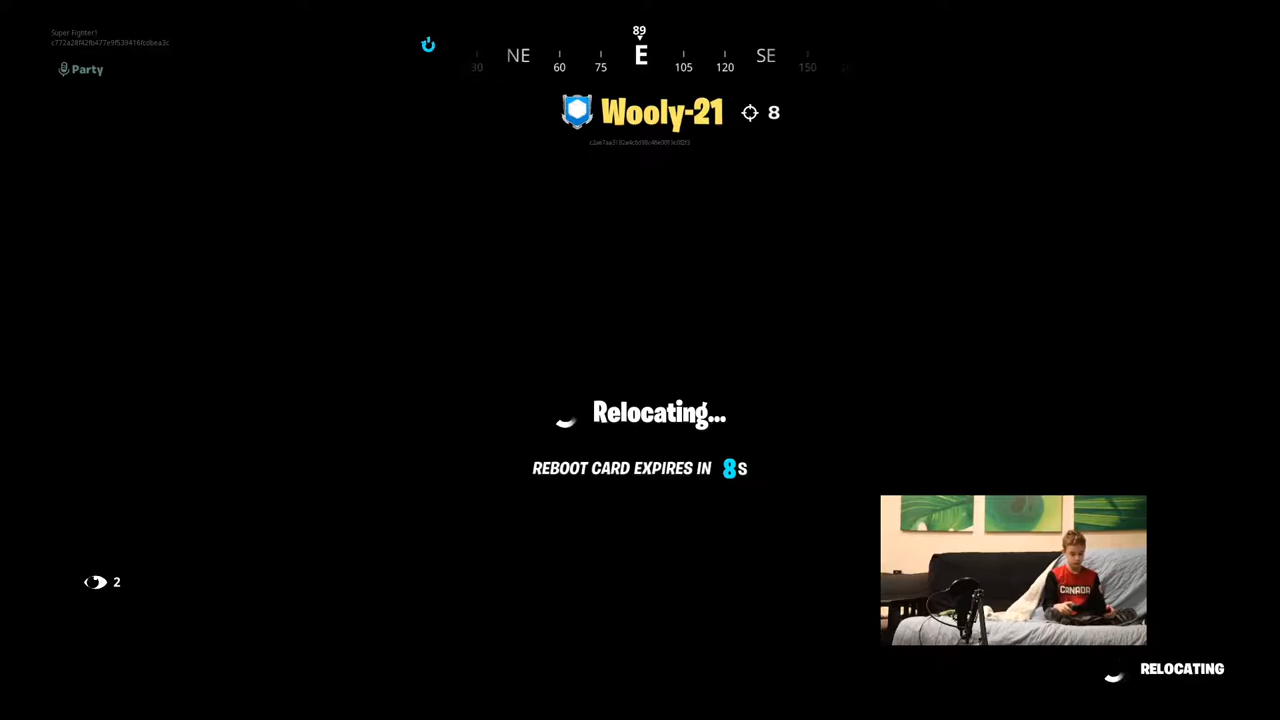 Super Fighter1
Party
89
30 NE 60 75 E 105 120 SE 150
Wooly-21 8
Relocating...
REBOOT CARD EXPIRES IN 8S
CANADA
2
RELOCATING